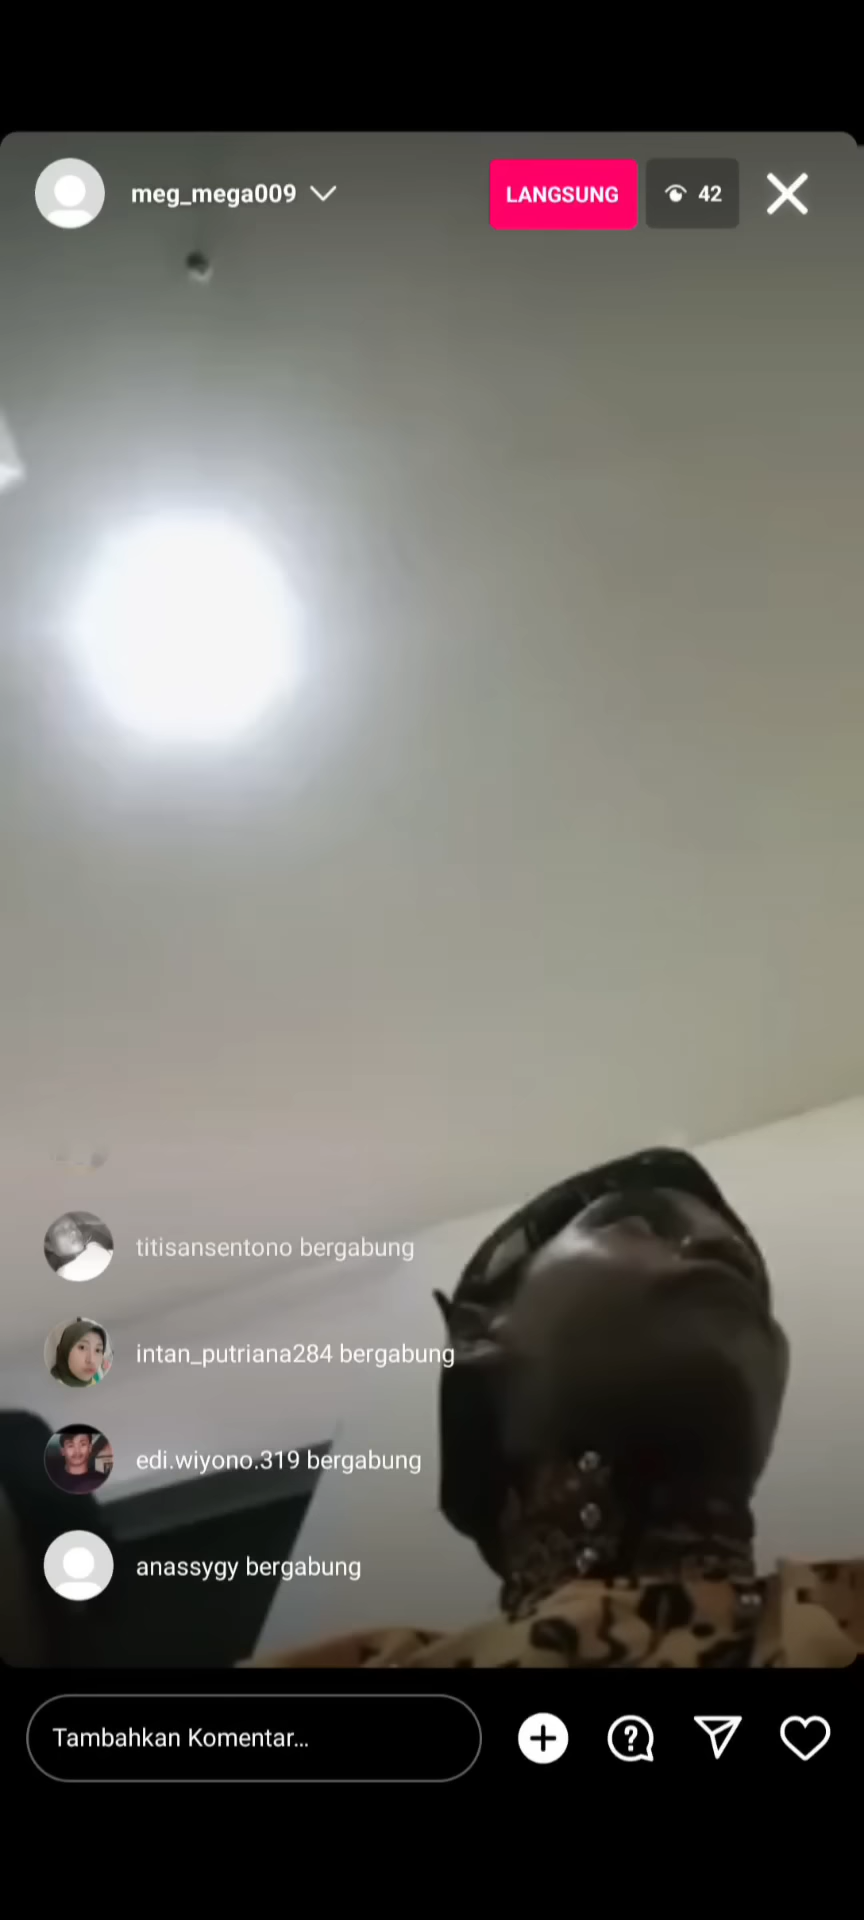 meg_mega009
LANGSUNG
42
titisansentono bergabung
intan_putriana284 bergabung
edi.wiyono.319 bergabung
anassygy bergabung
Tambahkan Komentar...